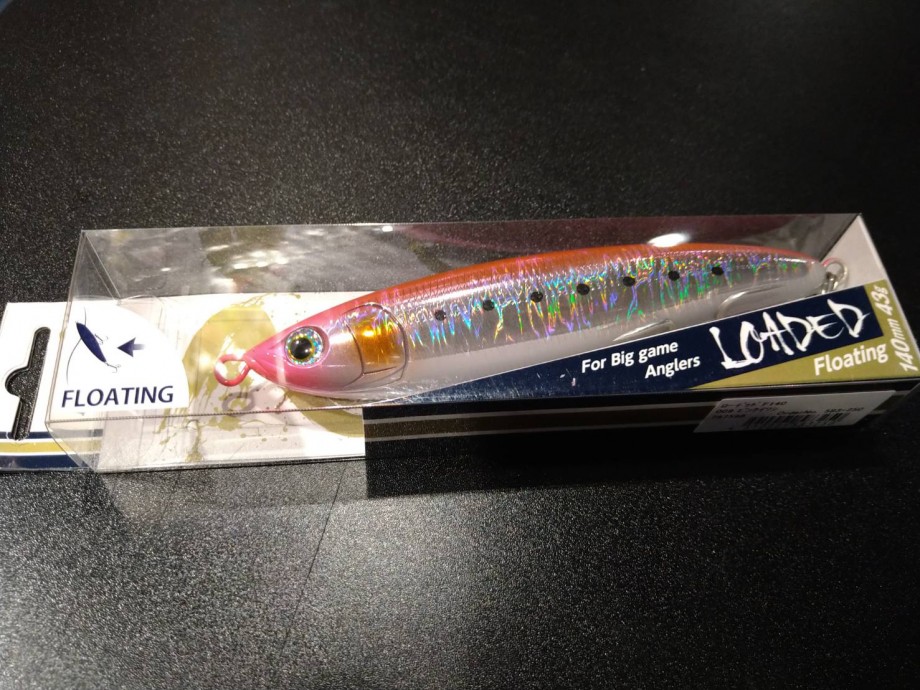 FLOATING
For Big game
Anglers
LOADED
Floating
140mm 43g